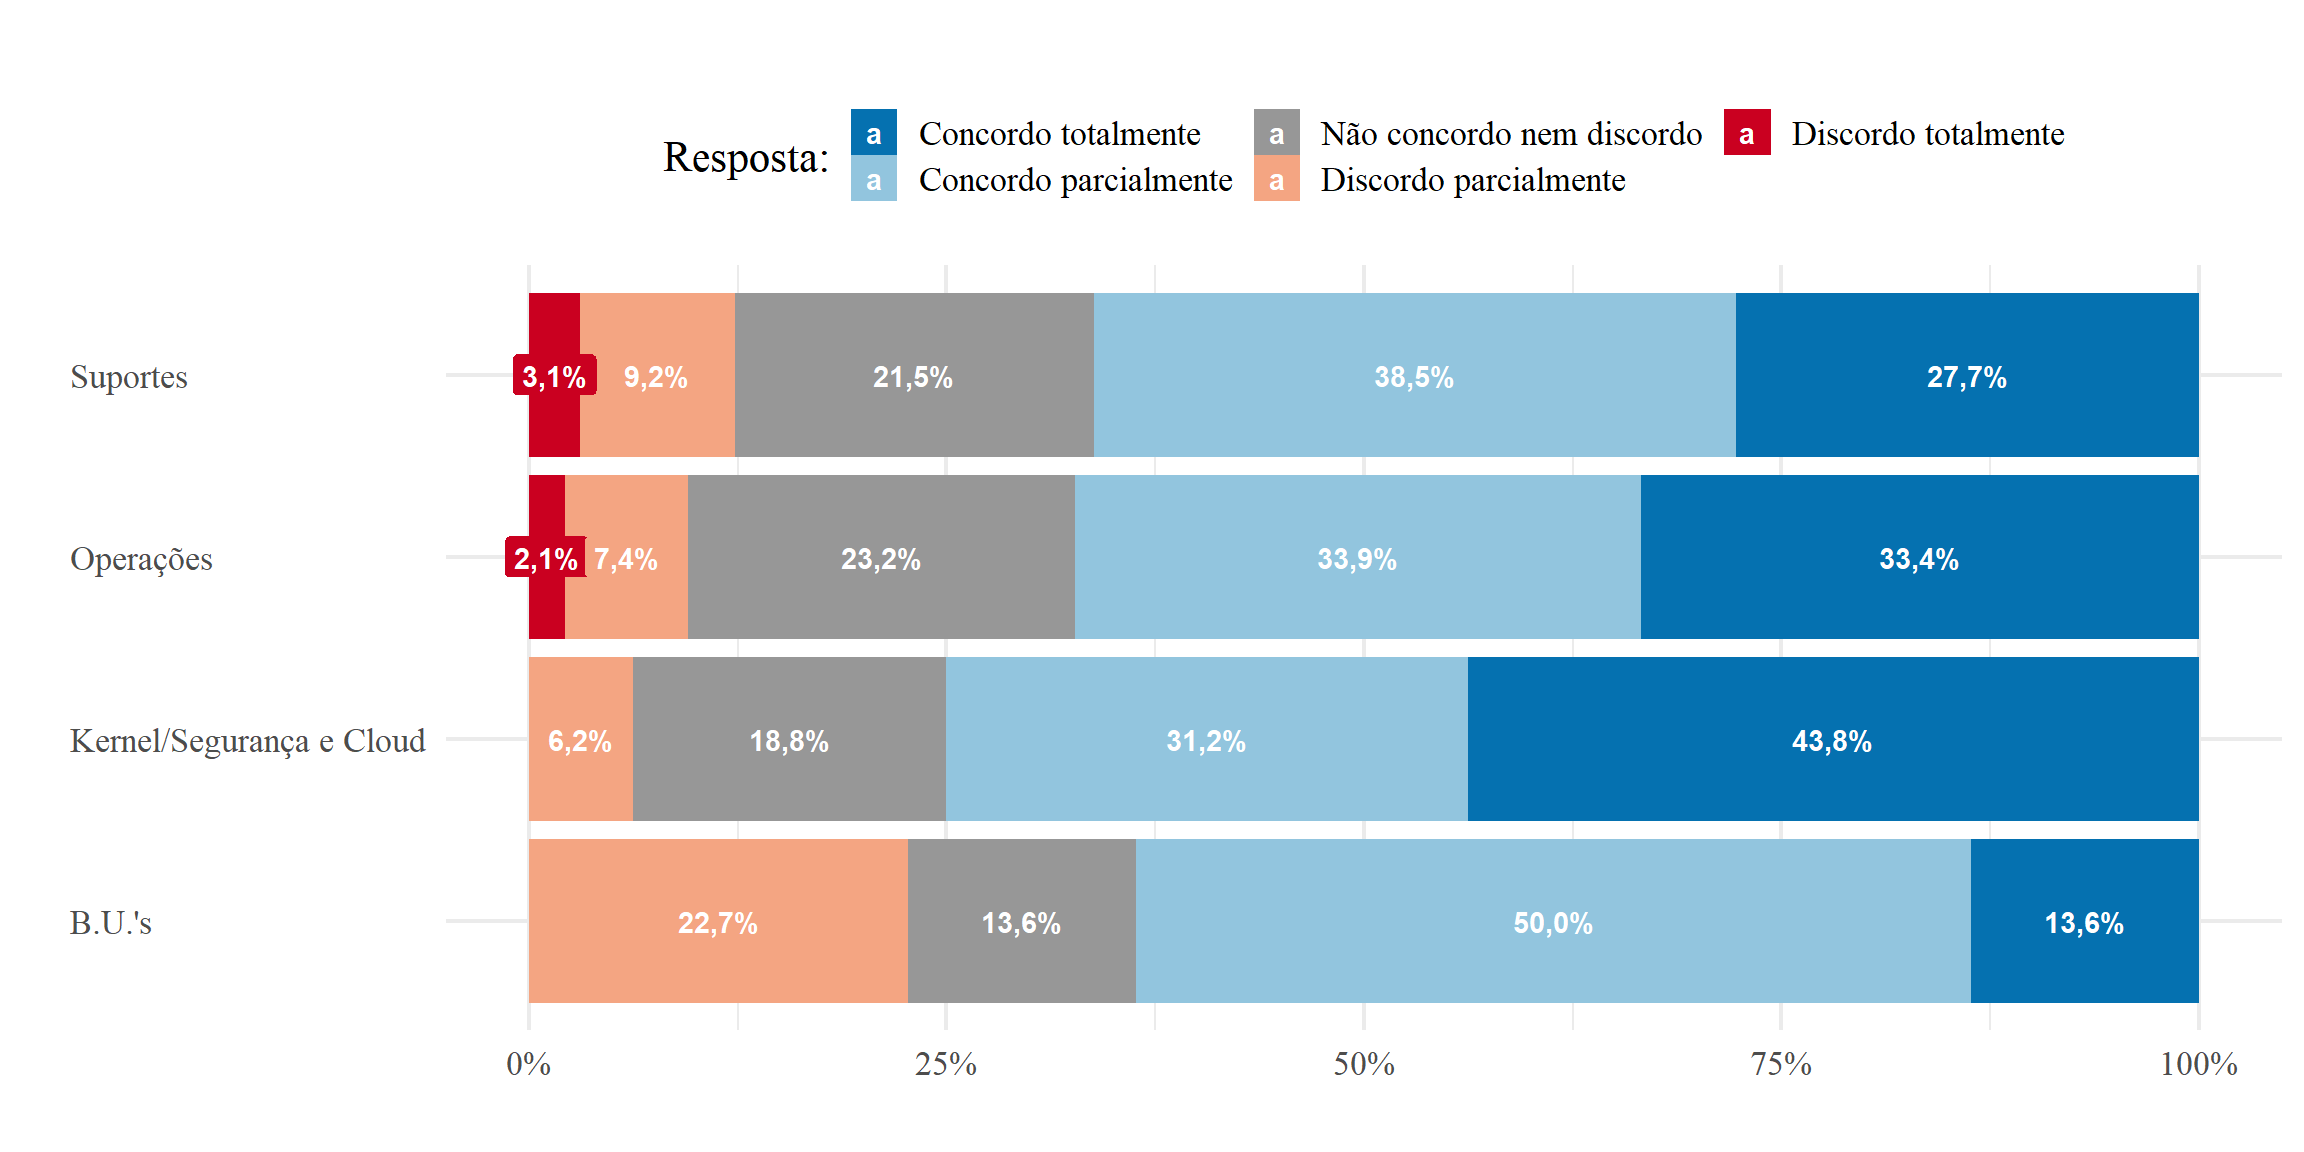 Resposta:
a Concordo totalmente
a Concordo parcialmente
a Não concordo nem discordo
a Discordo parcialmente
a Discordo totalmente
Suportes 3,1% 9,2% 21,5% 38,5% 27,7%
Operações 2,1% 7,4% 23,2% 33,9% 33,4%
Kernel/Segurança e Cloud 6,2% 18,8% 31,2% 43,8%
B.U.'s 22,7% 13,6% 50,0% 13,6%
0% 25% 50% 75% 100%